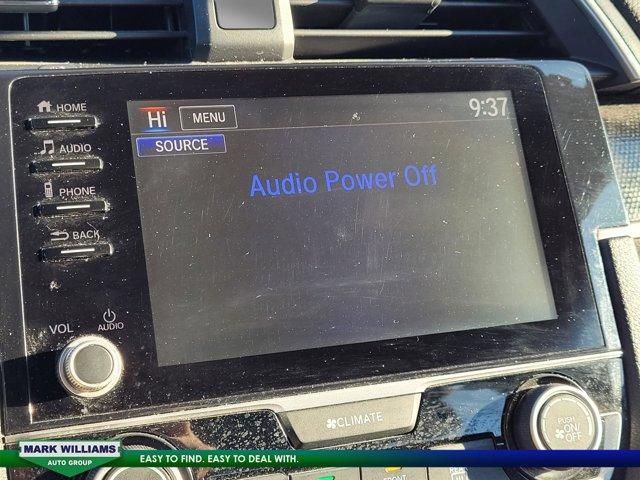 HOME
AUDIO
PHONE
BACK
VOL
AUDIO
Hi MENU 9:37
SOURCE
Audio Power Off
CLIMATE
PUSH
ON/
OFF
FRONT
MARK WILLIAMS
AUTO GROUP
EASY TO FIND. EASY TO DEAL WITH.